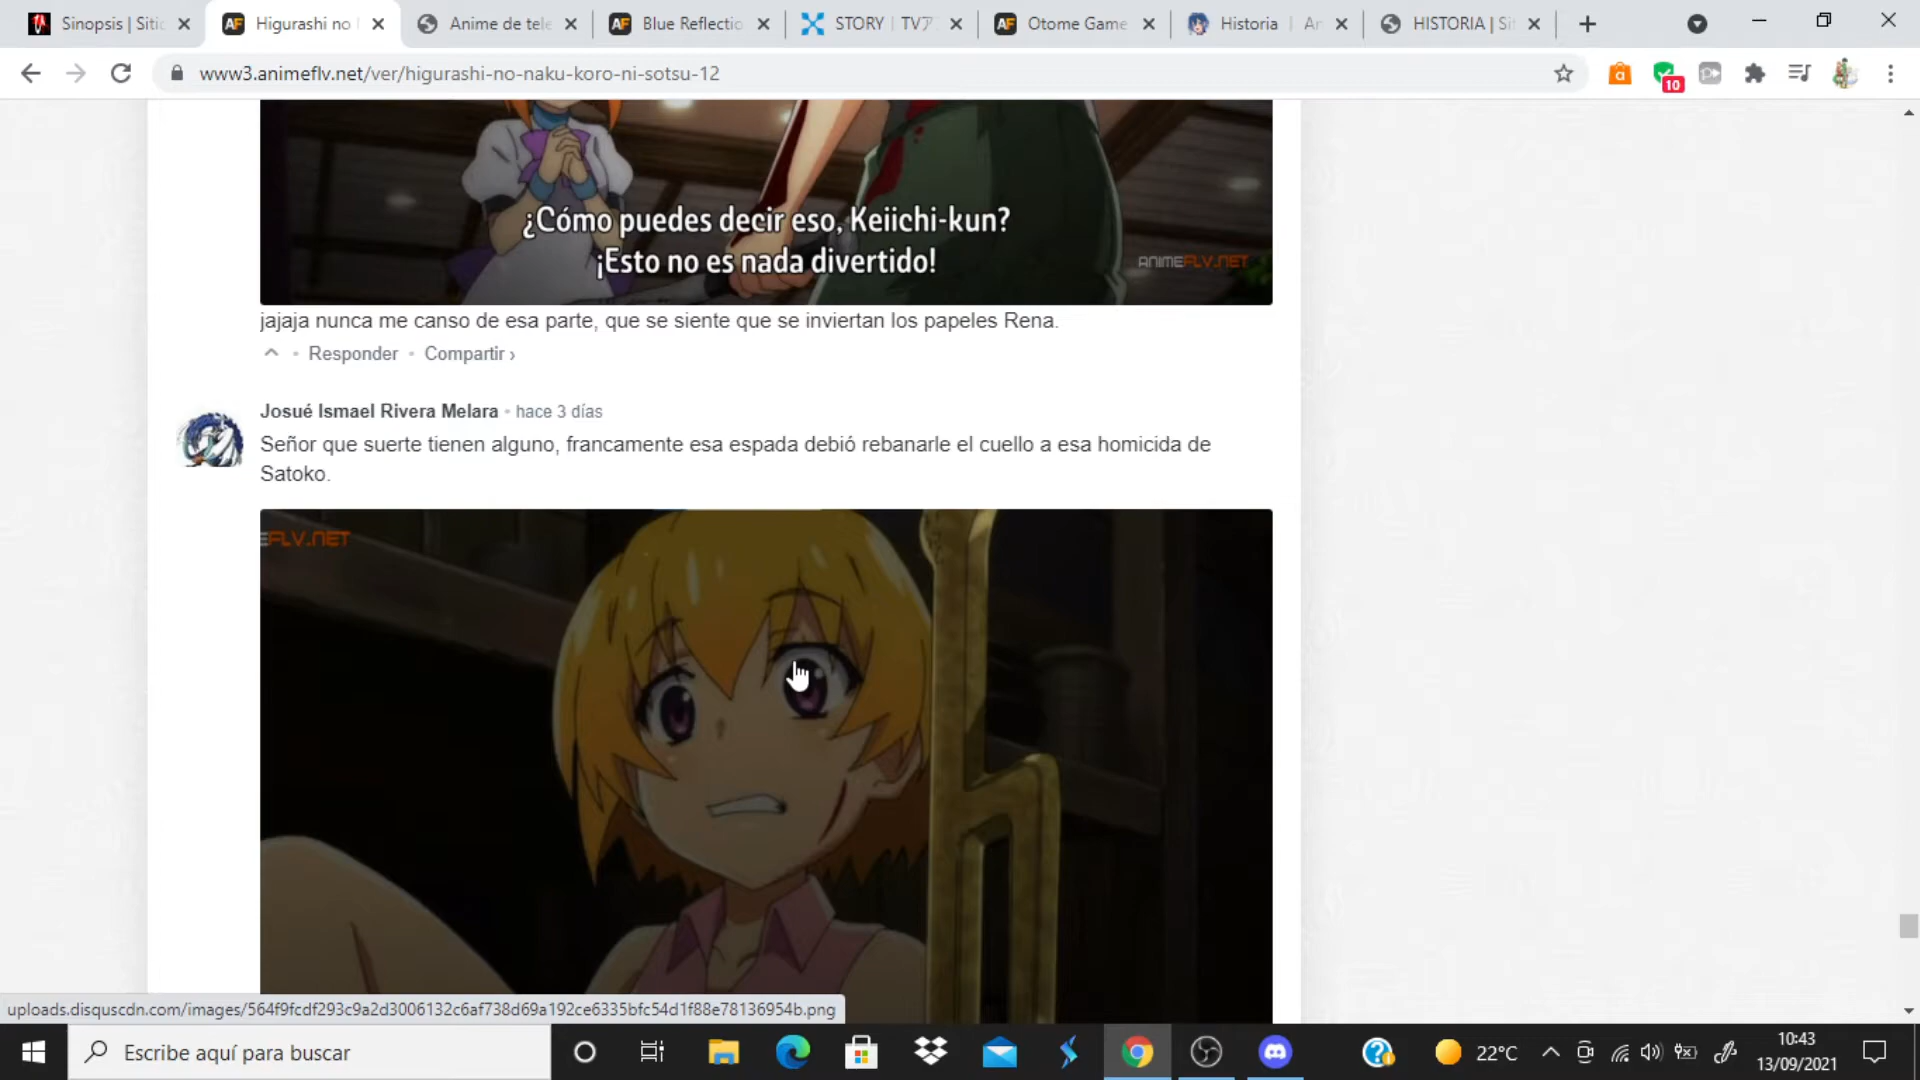 Sinopsis | Sitio
Higurashi no
Anime de tele
Blue Reflectio
STORY | TVア
Otome Game
Historia | An
HISTORIA | Si
www3.animeflv.net/ver/higurashi-no-naku-koro-ni-sotsu-12
10
¿Cómo puedes decir eso, Keiichi-kun?
¡Esto no es nada divertido!
ANIMEFLV.NET
jajaja nunca me canso de esa parte, que se siente que se inviertan los papeles Rena.
Responder • Compartir ›
Josué Ismael Rivera Melara • hace 3 días
Señor que suerte tienen alguno, francamente esa espada debió rebanarle el cuello a esa homicida de
Satoko.
EFLV.NET
uploads.disquscdn.com/images/564f9fcdf293c9a2d3006132c6af738d69a192ce6335bfc54d1f88e78136954b.png
Escribe aquí para buscar
22°C
10:43
13/09/2021